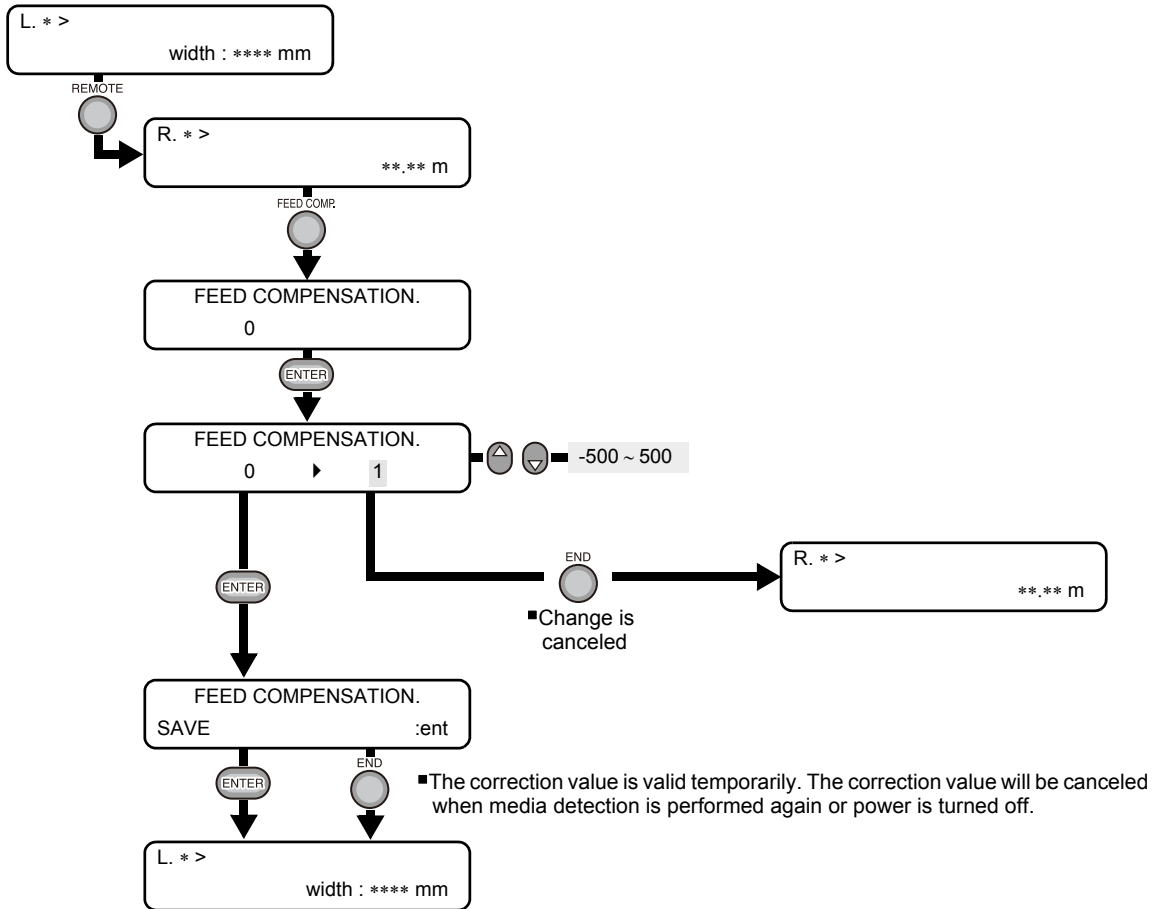 L. * >
width : **** mm
REMOTE
R. * >
**.** m
FEED COMP.
FEED COMPENSATION.
0
ENTER
FEED COMPENSATION.
0 ▶ 1
-500 ~ 500
ENTER
END
■Change is
canceled
R. * >
**.** m
FEED COMPENSATION.
SAVE :ent
ENTER
END
■The correction value is valid temporarily. The correction value will be canceled
when media detection is performed again or power is turned off.
L. * >
width : **** mm